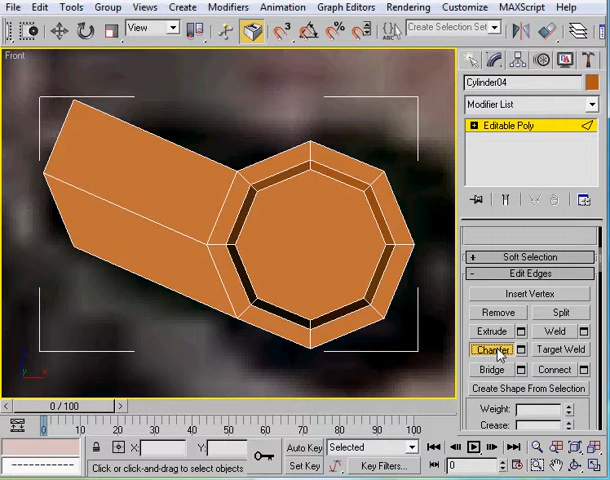 File Edit Tools Group Views Create Modifiers Animation Graph Editors Rendering Customize MAXScript Help
View 3 % ABC Create Selection Set
Front
Cylinder04
Modifier List
Editable Poly
+ Soft Selection
- Edit Edges
Insert Vertex
Remove Split
Extrude Weld
Chamfer Target Weld
Bridge Connect
Create Shape From Selection
Weight:
Crease:
z x
< 0 / 100 >
0 10 20 30 40 50 60 70 80 90 100
X: Y: Auto Key Selected
Click or click-and-drag to select objects Set Key Key Filters... 0